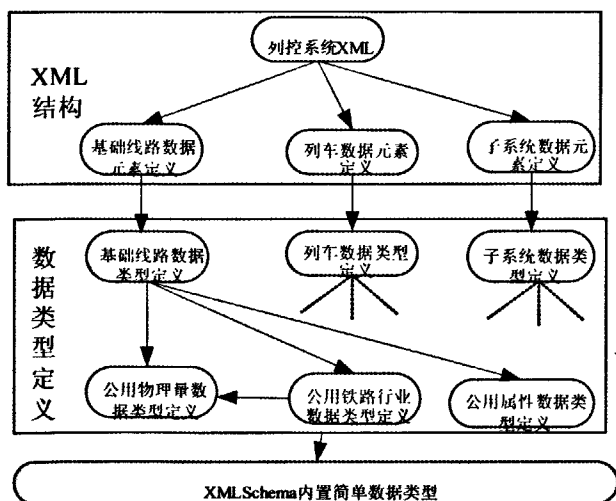 列控系统XML
XML
结构
基础线路数据
元素定义
列车数据元素
定义
子系统数据元
素定义
数据类型定义
基础线路数据
类型定义
列车数据类型
定义
子系统数据类
型定义
公用物理量数
据类型定义
公用铁路行业
数据类型定义
公用属性数据类
型定义
XMLSchema内置简单数据类型